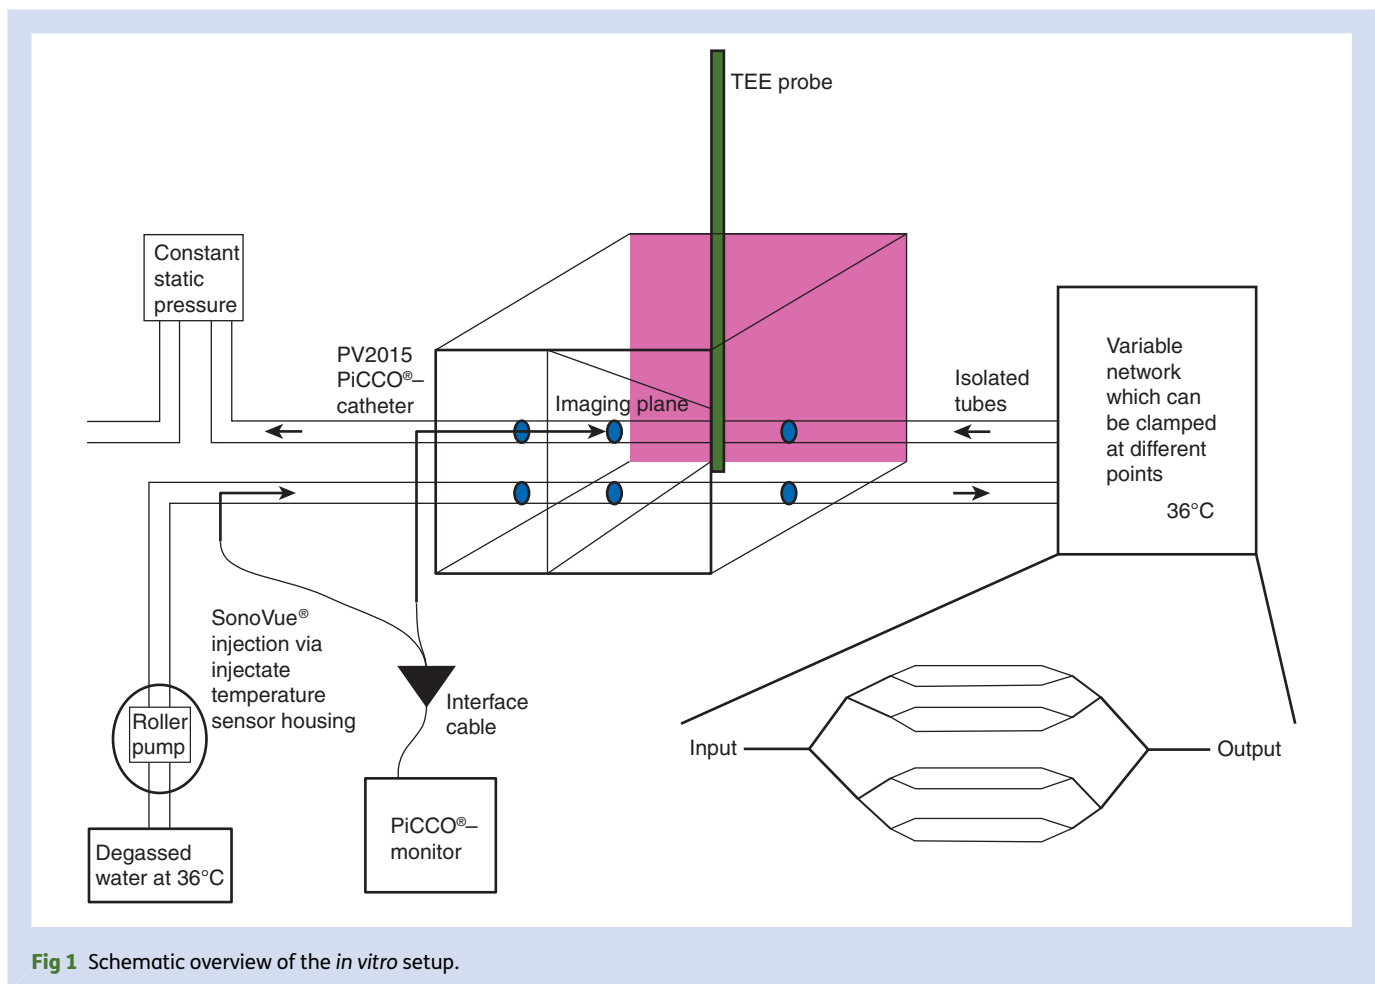 TEE probe
Constant
static
pressure
PV2015
PiCCO®–
catheter
Imaging plane
Isolated
tubes
Variable
network
which can
be clamped
at different
points
36°C
SonoVue®
injection via
injectate
temperature
sensor housing
Interface
cable
Roller
pump
Input
Output
PiCCO®–
monitor
Degassed
water at 36°C
Fig 1 Schematic overview of the in vitro setup.